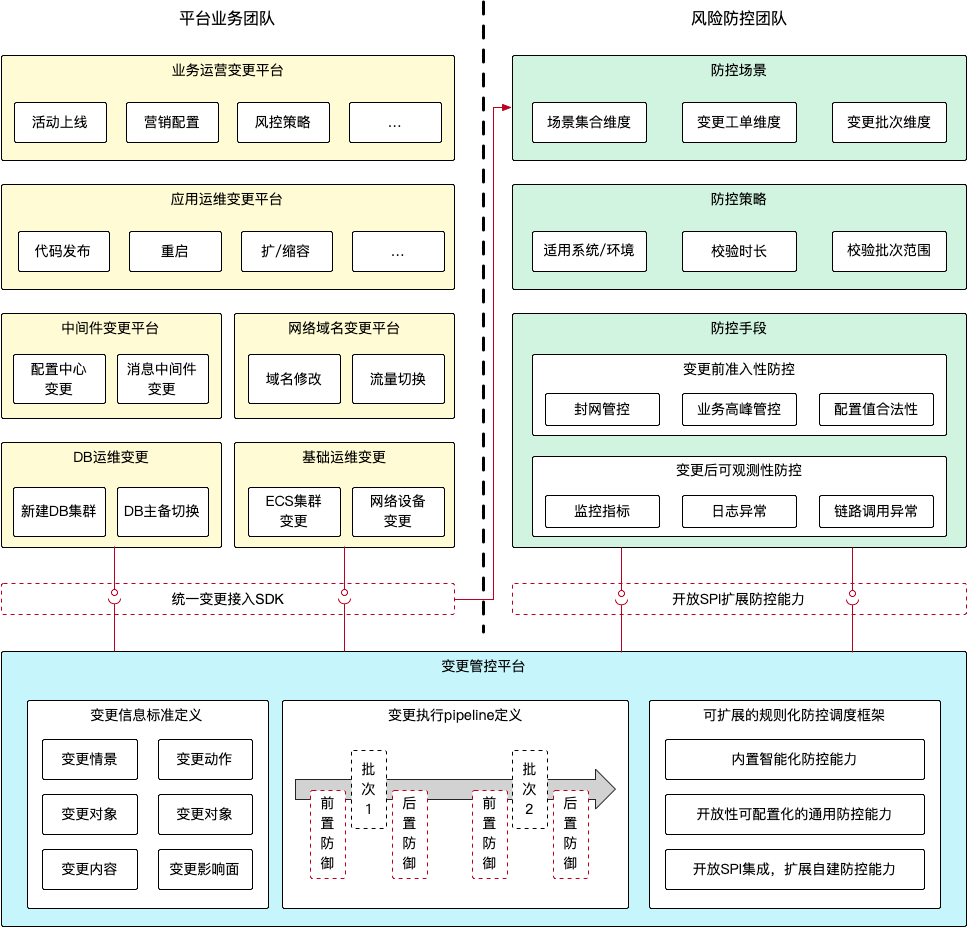 平台业务团队
风险防控团队
业务运营变更平台
活动上线
营销配置
风控策略
...
应用运维变更平台
代码发布
重启
扩/缩容
...
中间件变更平台
配置中心
变更
消息中间件
变更
网络域名变更平台
域名修改
流量切换
DB运维变更
新建DB集群
DB主备切换
基础运维变更
ECS集群
变更
网络设备
变更
统一变更接入SDK
防控场景
场景集合维度
变更工单维度
变更批次维度
防控策略
适用系统/环境
校验时长
校验批次范围
防控手段
变更前准入性防控
封网管控
业务高峰管控
配置值合法性
变更后可观测性防控
监控指标
日志异常
链路调用异常
开放SPI扩展防控能力
变更管控平台
变更信息标准定义
变更情景
变更动作
变更对象
变更对象
变更内容
变更影响面
变更执行pipeline定义
批
次
1
前
置
防
御
后
置
防
御
批
次
2
前
置
防
御
后
置
防
御
可扩展的规则化防控调度框架
内置智能化防控能力
开放性可配置化的通用防控能力
开放SPI集成，扩展自建防控能力